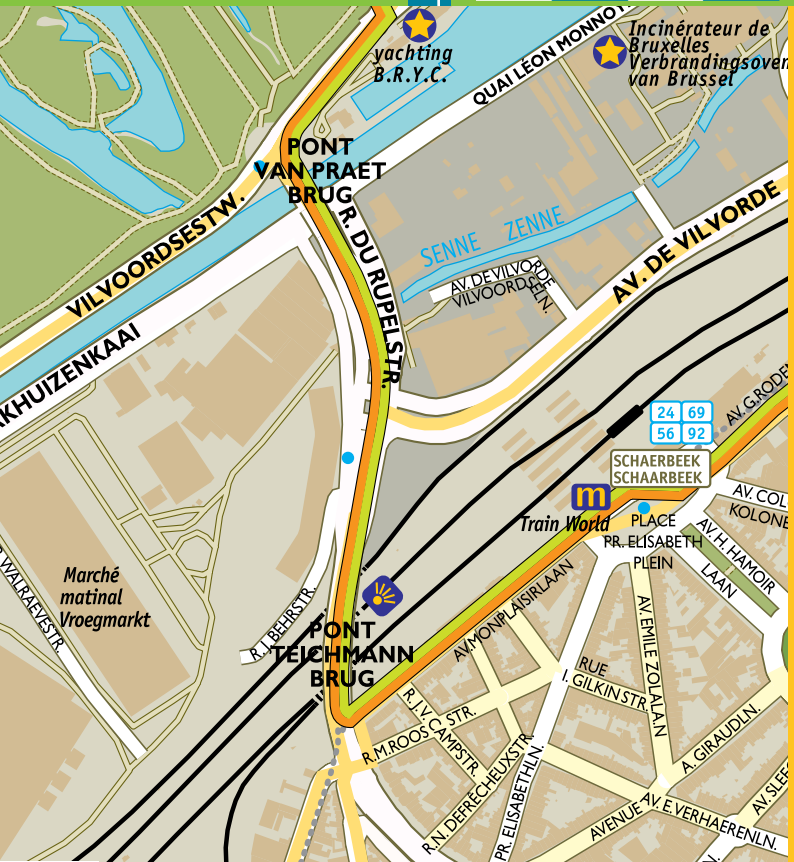 yachting
B.R.Y.C.
Incinérateur de
Bruxelles
Verbrandingsoven
van Brussel
QUAI LÉON MONNOY
PONT
VAN PRAET
BRUG
VILVOORDSESTW.
R. DU RUPELSTR.
SENNE ZENNE
AV. DE VILVORDE
AV. DE VILVORDE
VILVOORDSELN.
KHUIZENKAAI
24 69
56 92
AV. G. RODE
SCHAERBEEK
SCHAARBEEK
m
Train World
PLACE
PR. ELISABETH
PLEIN
AV. COL
KOLONE
AV. H. HAMOIR
LAAN
Marché
matinal
Vroegmarkt
R. WALRAEVESTR.
R. J. BEHRSTR.
PONT
TEICHMANN
BRUG
AV. MONPLAISIRLAAN
AV. EMILE ZOLALAAN
RUE
I. GILKINSTR.
R. J. V. CAMPSTR.
R. M. ROOS STR.
R. N. DEFRÊCHEUXSTR.
PR. ELISABETHLN.
A. GIRAUDLN.
AVENUE AV. E. VERHAERENLN.
AV. SLEE